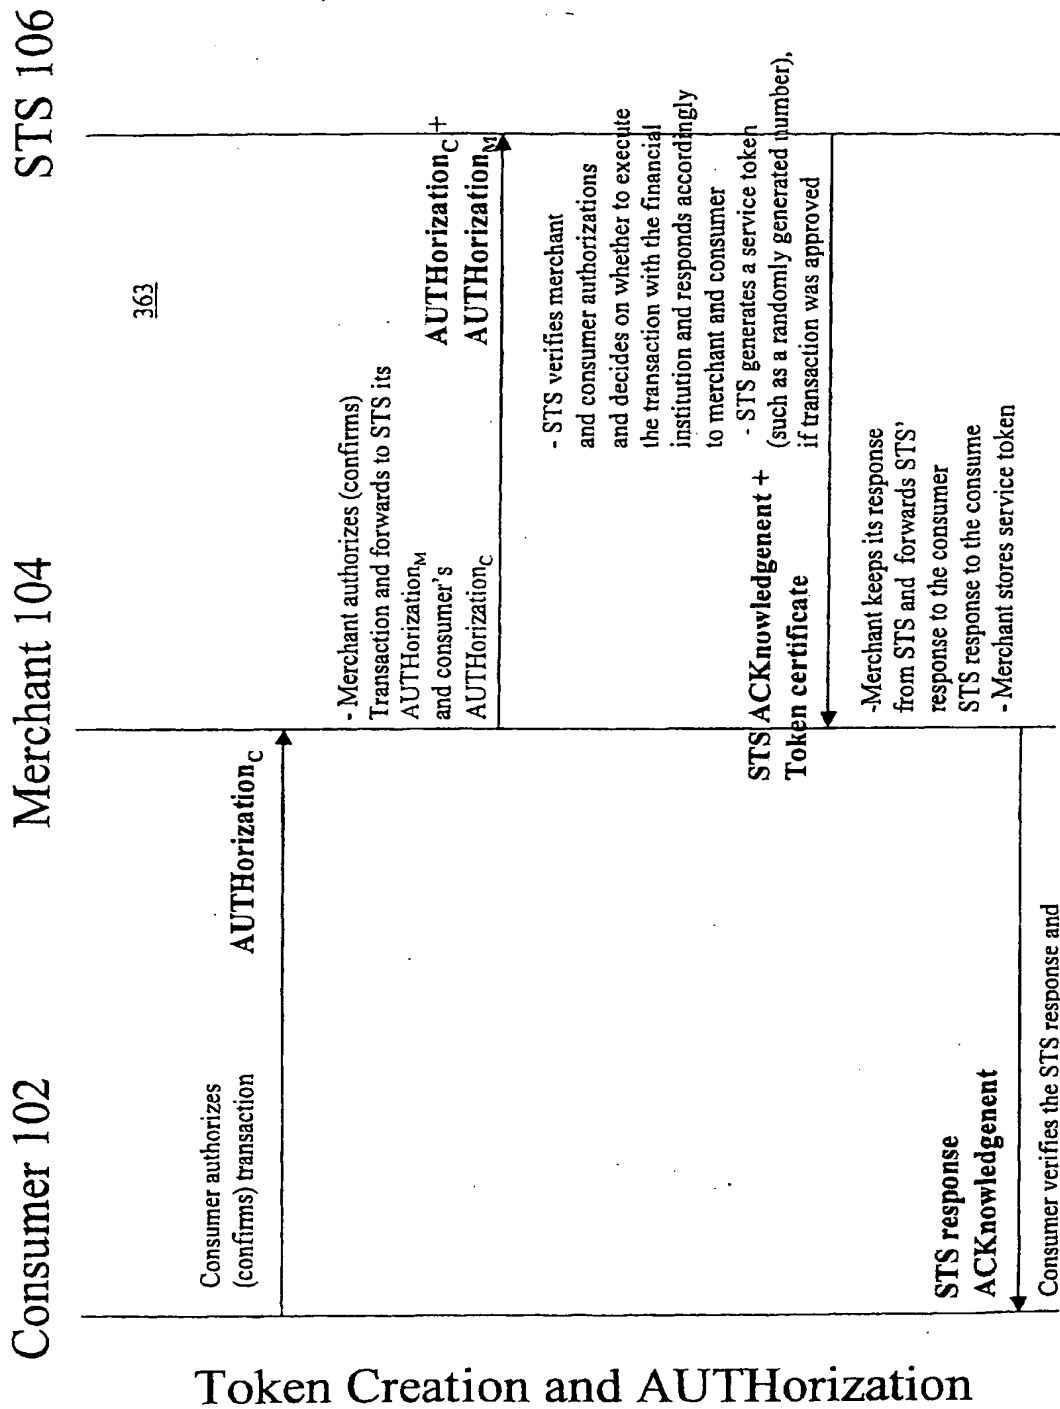 Consumer 102
Merchant 104
STS 106
363
Consumer authorizes
(confirms) transaction
AUTHorizationC
- Merchant authorizes (confirms)
Transaction and forwards to STS its
AUTHorizationM
and consumer's
AUTHorizationC
AUTHorizationC +
AUTHorizationM
- STS verifies merchant
and consumer authorizations
and decides on whether to execute
the transaction with the financial
institution and responds accordingly
to merchant and consumer
- STS generates a service token
(such as a randomly generated number),
if transaction was approved
STS ACKnowledgenent +
Token certificate
-Merchant keeps its response
from STS and forwards STS'
response to the consumer
STS response to the consume
- Merchant stores service token
STS response
ACKnowledgenent
Consumer verifies the STS response and
Token Creation and AUTHorization